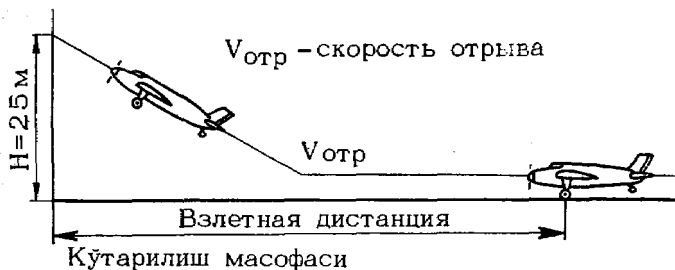 Vотр – скорость отрыва
H=25м
Vотр
Взлетная дистанция
Кўтарилиш масофаси